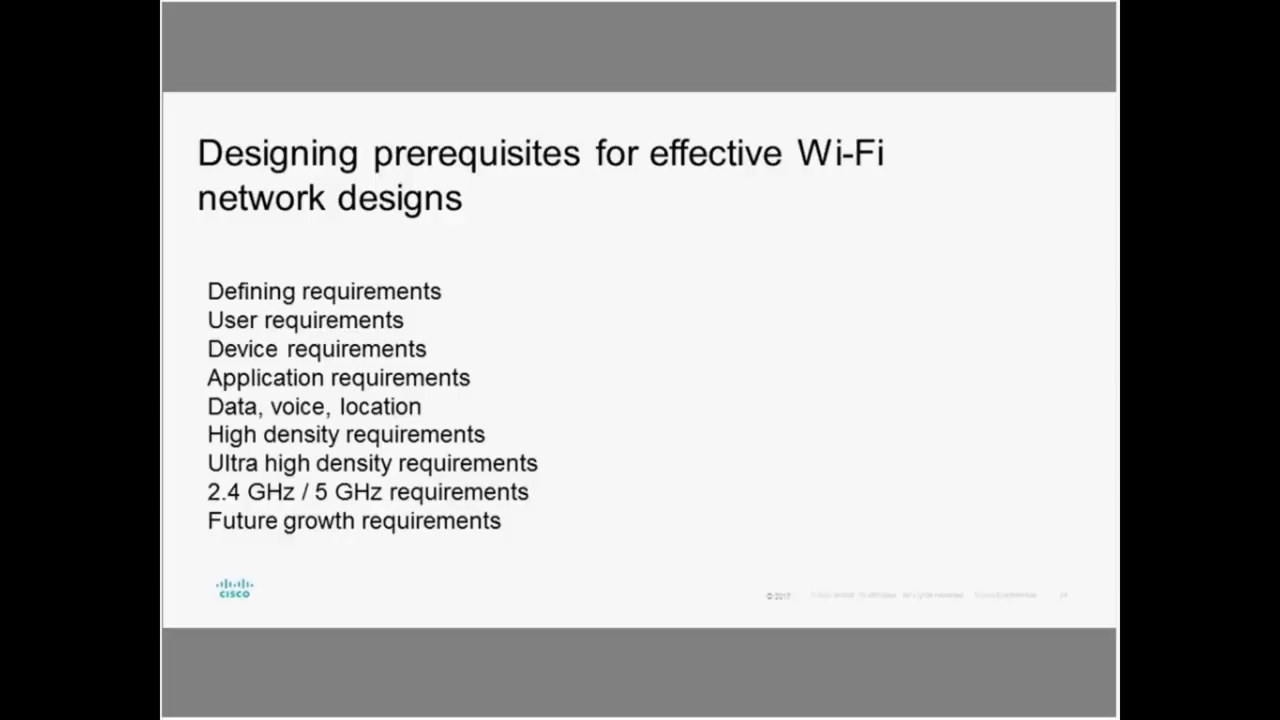 Designing prerequisites for effective Wi-Fi
network designs
Defining requirements
User requirements
Device requirements
Application requirements
Data, voice, location
High density requirements
Ultra high density requirements
2.4 GHz / 5 GHz requirements
Future growth requirements
CISCO
© 2017